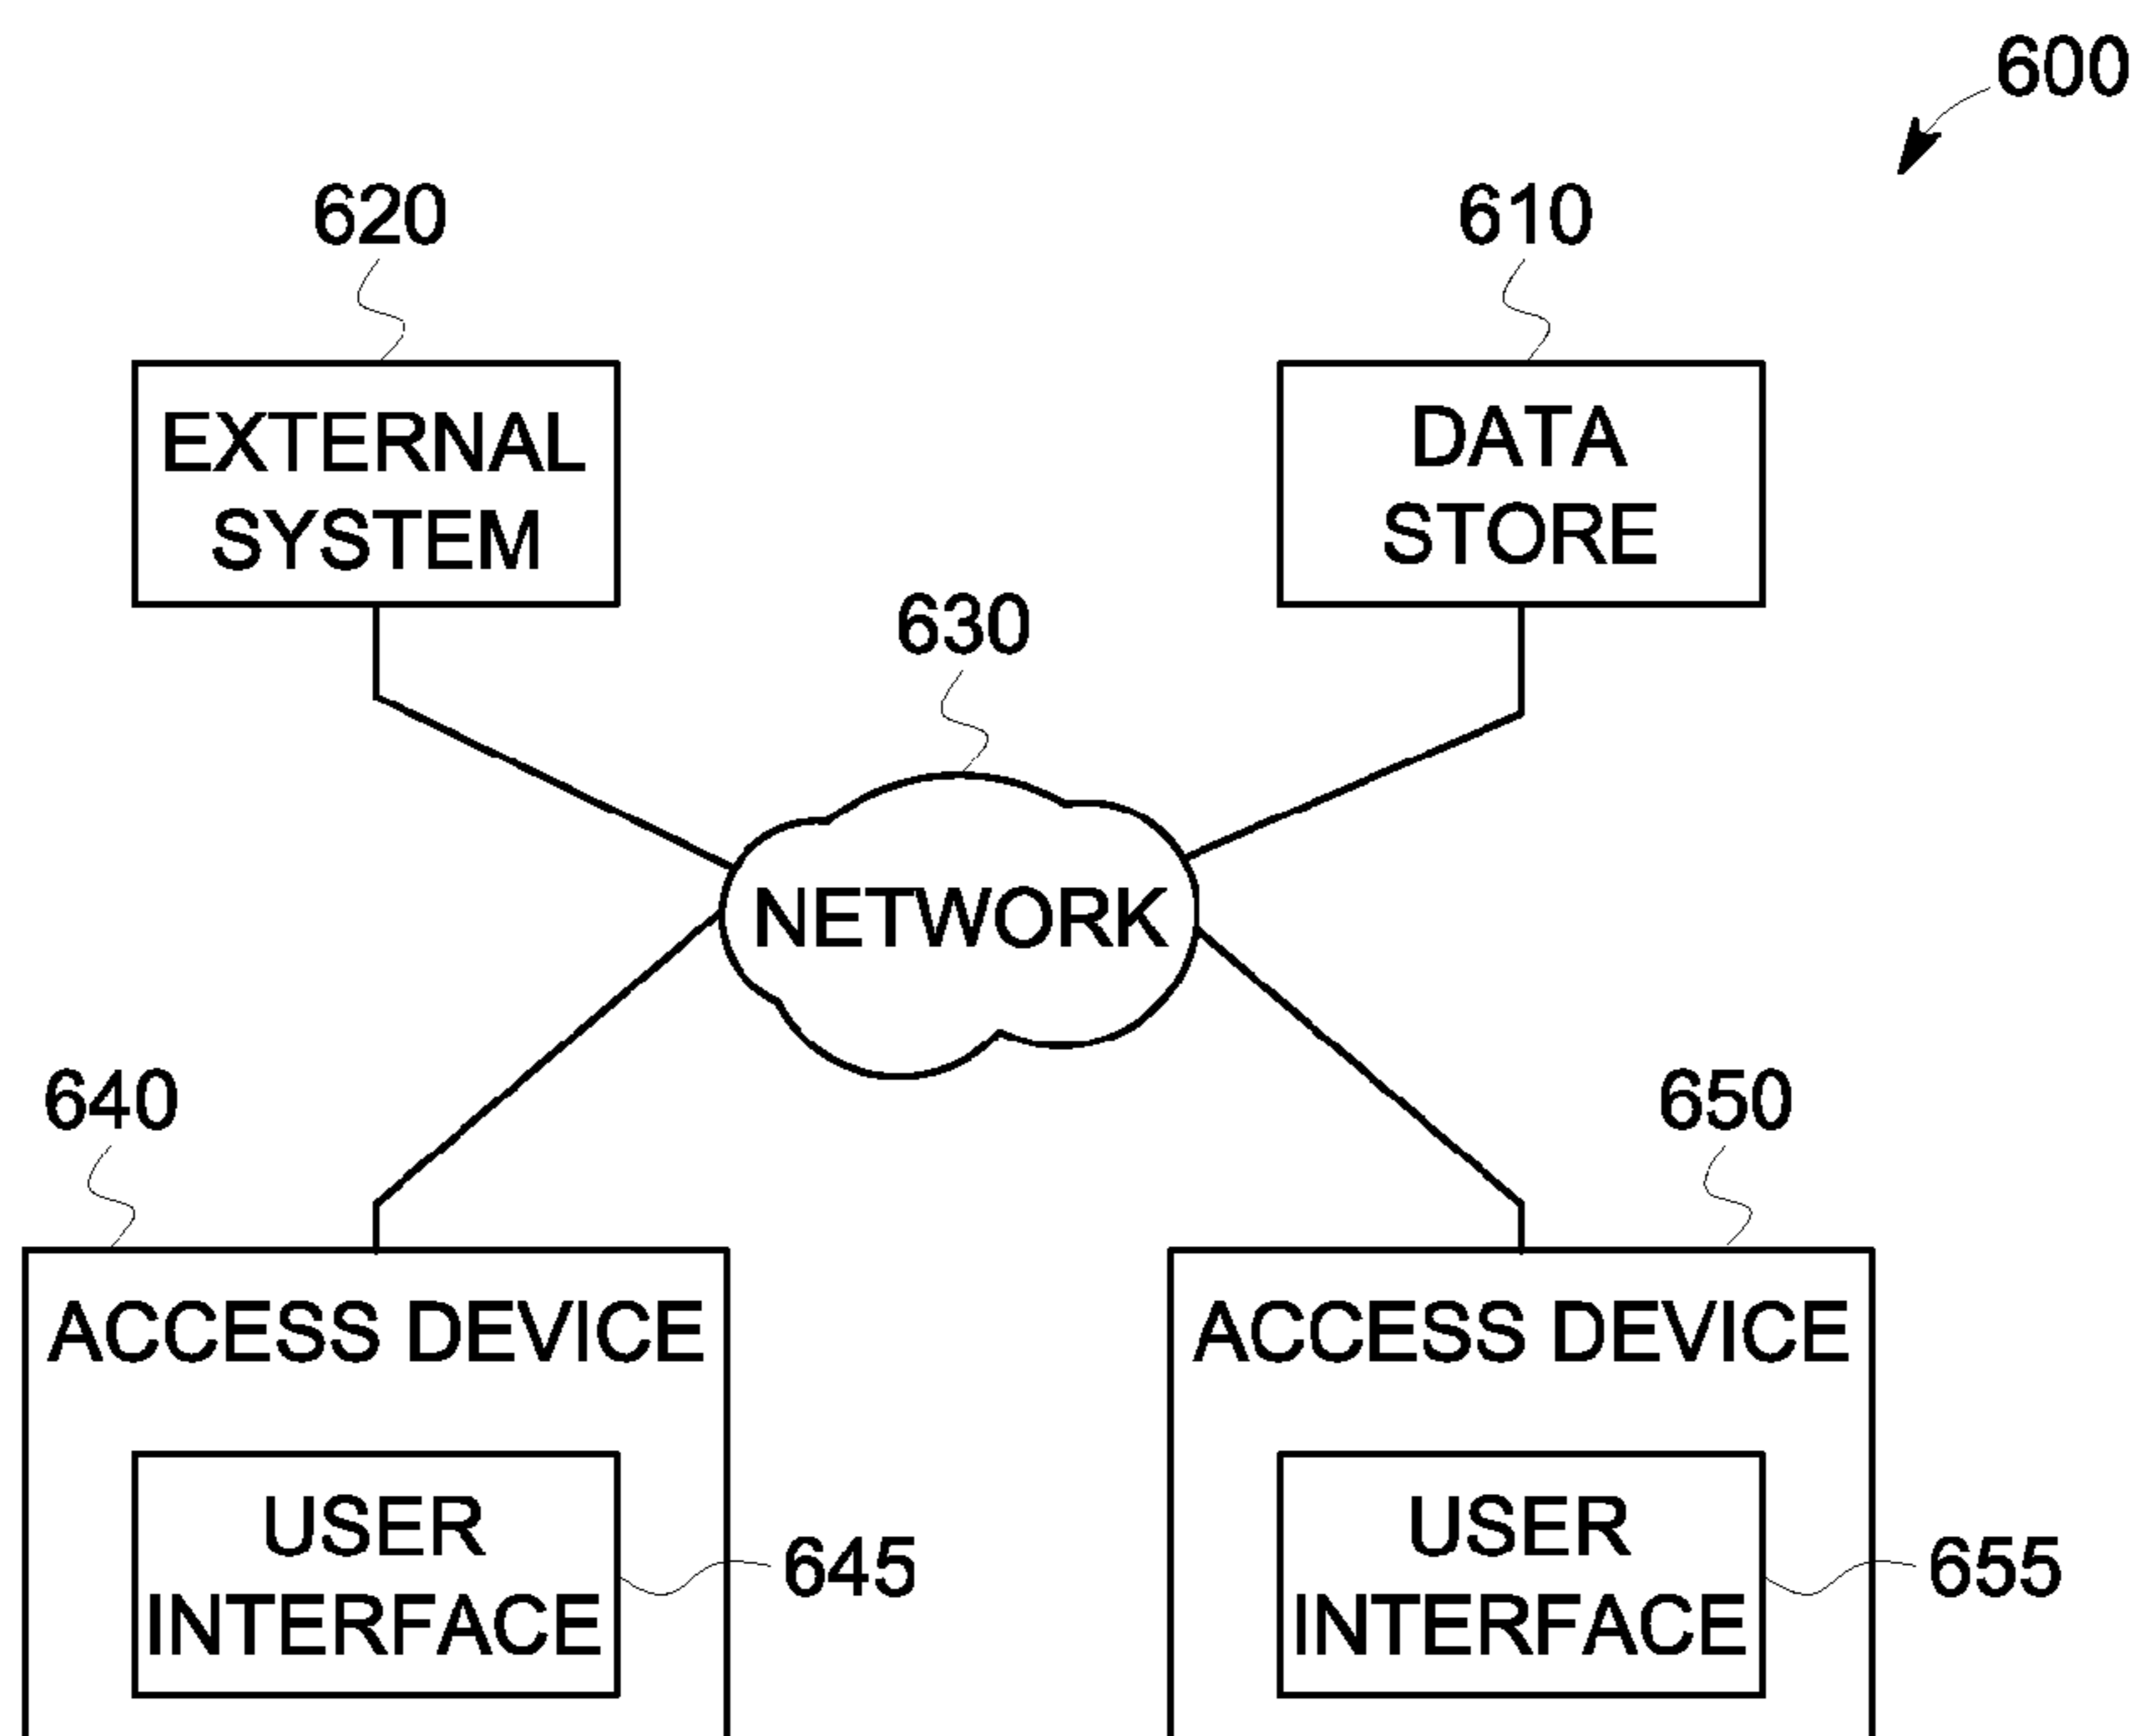 600
620
610
EXTERNAL
SYSTEM
DATA
STORE
630
NETWORK
640
650
ACCESS DEVICE
USER
INTERFACE
645
ACCESS DEVICE
USER
INTERFACE
655